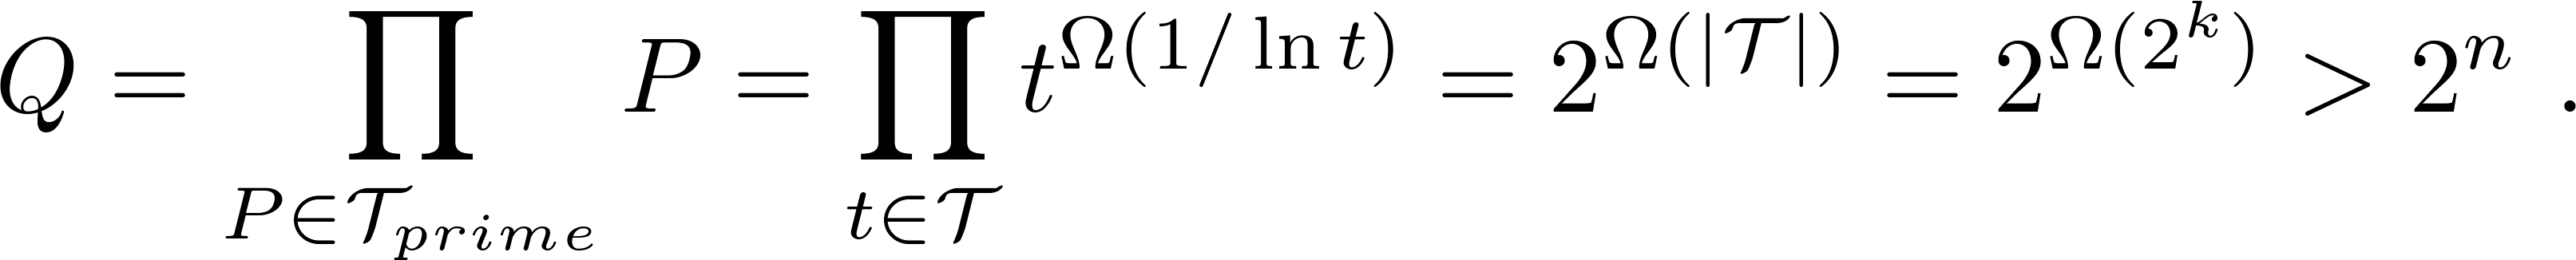 Q = \prod_{P \in \mathcal{T}_{prime}} P = \prod_{t \in \mathcal{T}} t^{\Omega(1/\ln t)} = 2^{\Omega(|\mathcal{T}|)} = 2^{\Omega(2^k)} > 2^n .